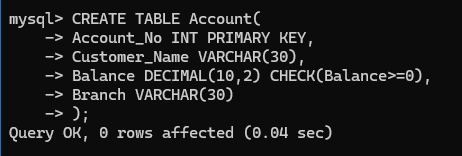 mysql> CREATE TABLE Account(
    -> Account_No INT PRIMARY KEY,
    -> Customer_Name VARCHAR(30),
    -> Balance DECIMAL(10,2) CHECK(Balance>=0),
    -> Branch VARCHAR(30)
    -> );
Query OK, 0 rows affected (0.04 sec)